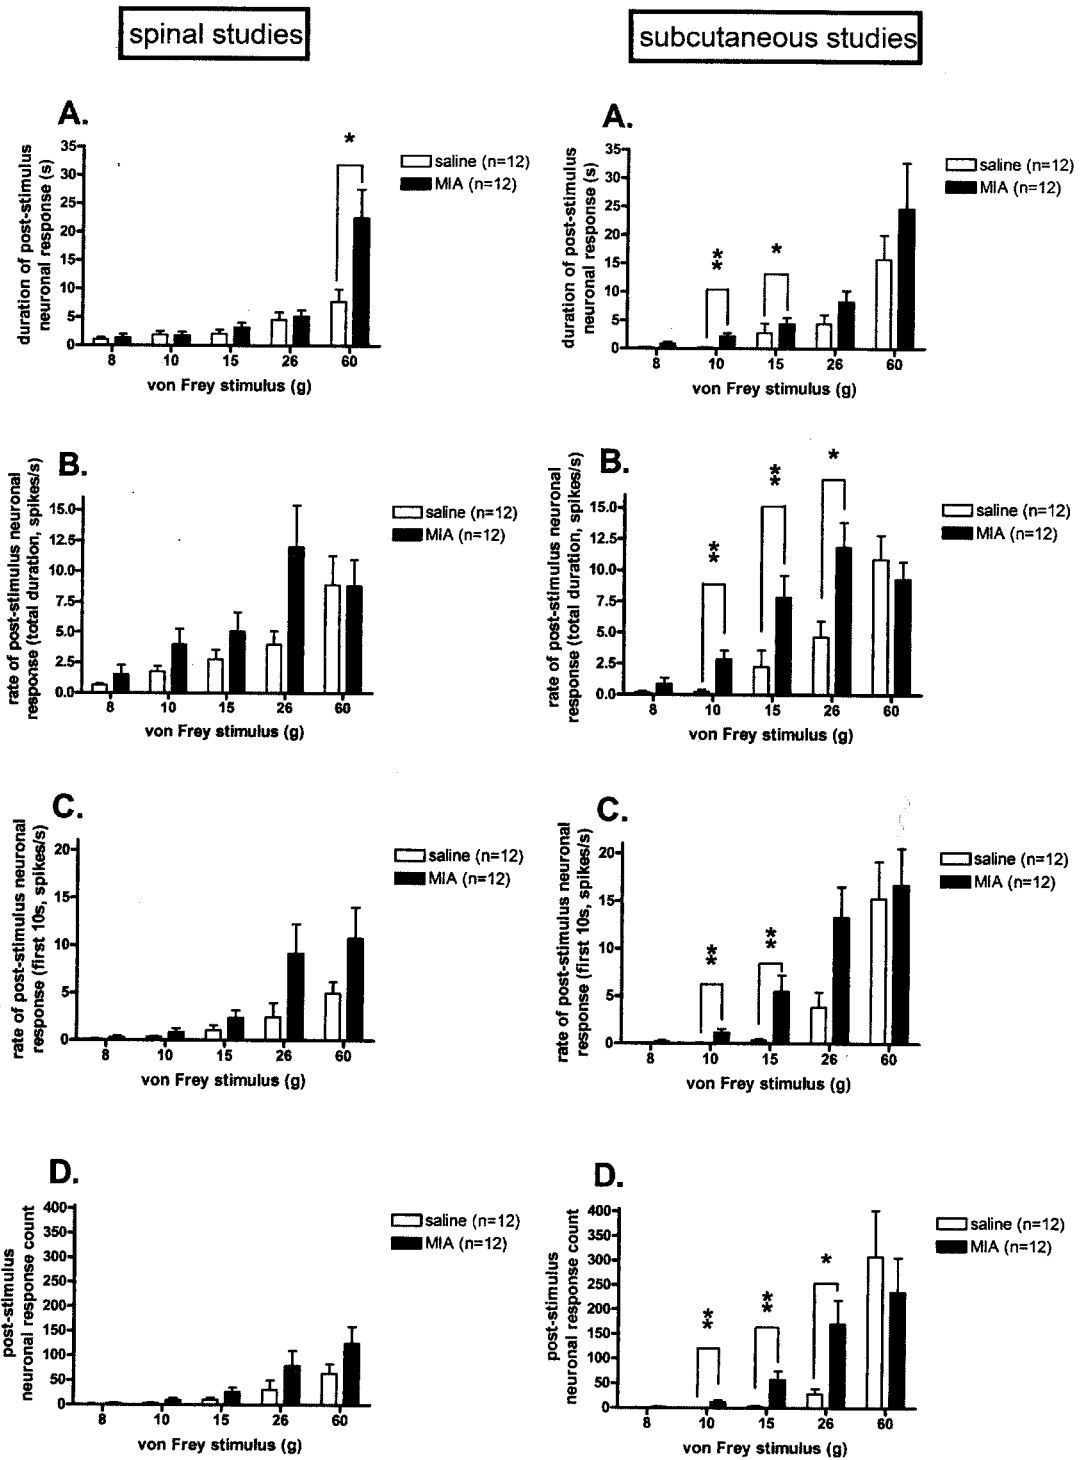 spinal studies
subcutaneous studies
A.
duration of post-stimulus
neuronal response (s)
35
30
25
20
15
10
5
0
*
saline (n=12)
MIA (n=12)
8 10 15 26 60
von Frey stimulus (g)
A.
duration of post-stimulus
neuronal response (s)
35
30
25
20
15
10
5
0
**
*
saline (n=12)
MIA (n=12)
8 10 15 26 60
von Frey stimulus (g)
B.
rate of post-stimulus neuronal
response (total duration, spikes/s)
15.0
12.5
10.0
7.5
5.0
2.5
0.0
saline (n=12)
MIA (n=12)
8 10 15 26 60
von Frey stimulus (g)
B.
rate of post-stimulus neuronal
response (total duration, spikes/s)
15.0
12.5
10.0
7.5
5.0
2.5
0.0
**
**
*
saline (n=12)
MIA (n=12)
8 10 15 26 60
von Frey stimulus (g)
C.
rate of post-stimulus neuronal
response (first 10s, spikes/s)
20
15
10
5
0
saline (n=12)
MIA (n=12)
8 10 15 26 60
von Frey stimulus (g)
C.
rate of post-stimulus neuronal
response (first 10s, spikes/s)
20
15
10
5
0
**
**
saline (n=12)
MIA (n=12)
8 10 15 26 60
von Frey stimulus (g)
D.
post-stimulus
neuronal response count
400
350
300
250
200
150
100
50
0
saline (n=12)
MIA (n=12)
8 10 15 26 60
von Frey stimulus (g)
D.
post-stimulus
neuronal response count
400
350
300
250
200
150
100
50
0
**
**
*
saline (n=12)
MIA (n=12)
8 10 15 26 60
von Frey stimulus (g)